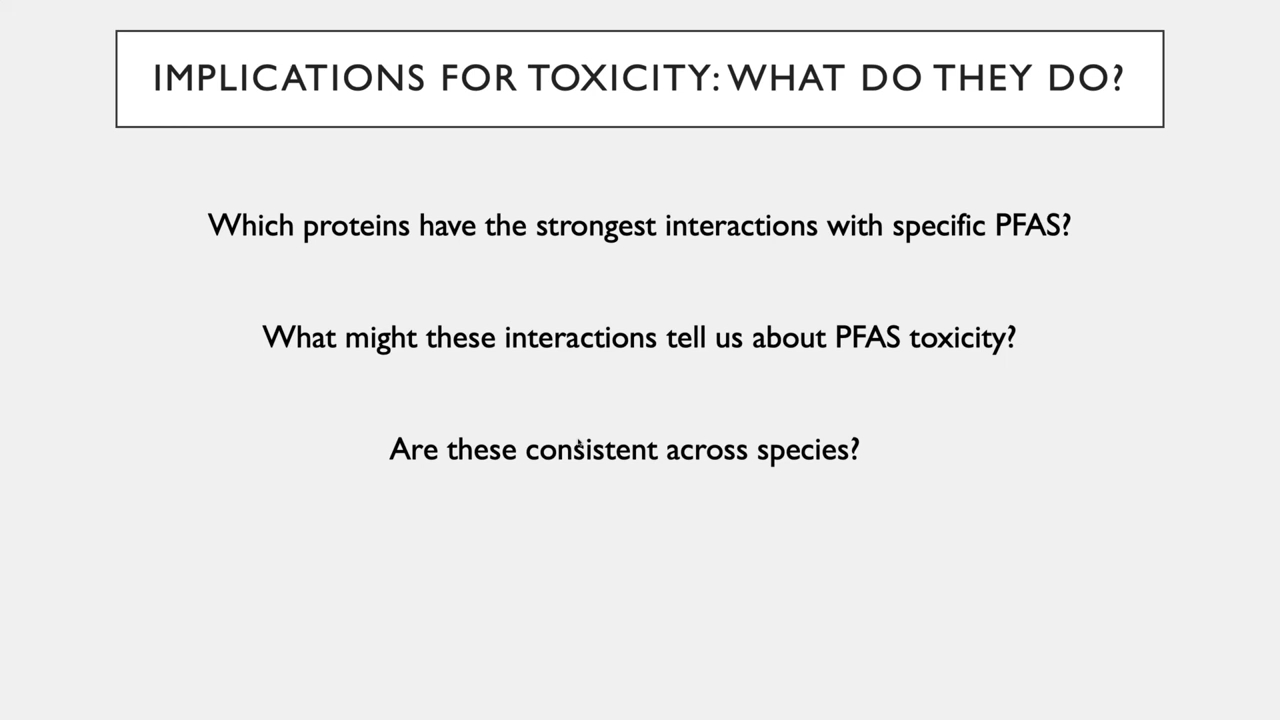 IMPLICATIONS FOR TOXICITY: WHAT DO THEY DO?
Which proteins have the strongest interactions with specific PFAS?
What might these interactions tell us about PFAS toxicity?
Are these consistent across species?